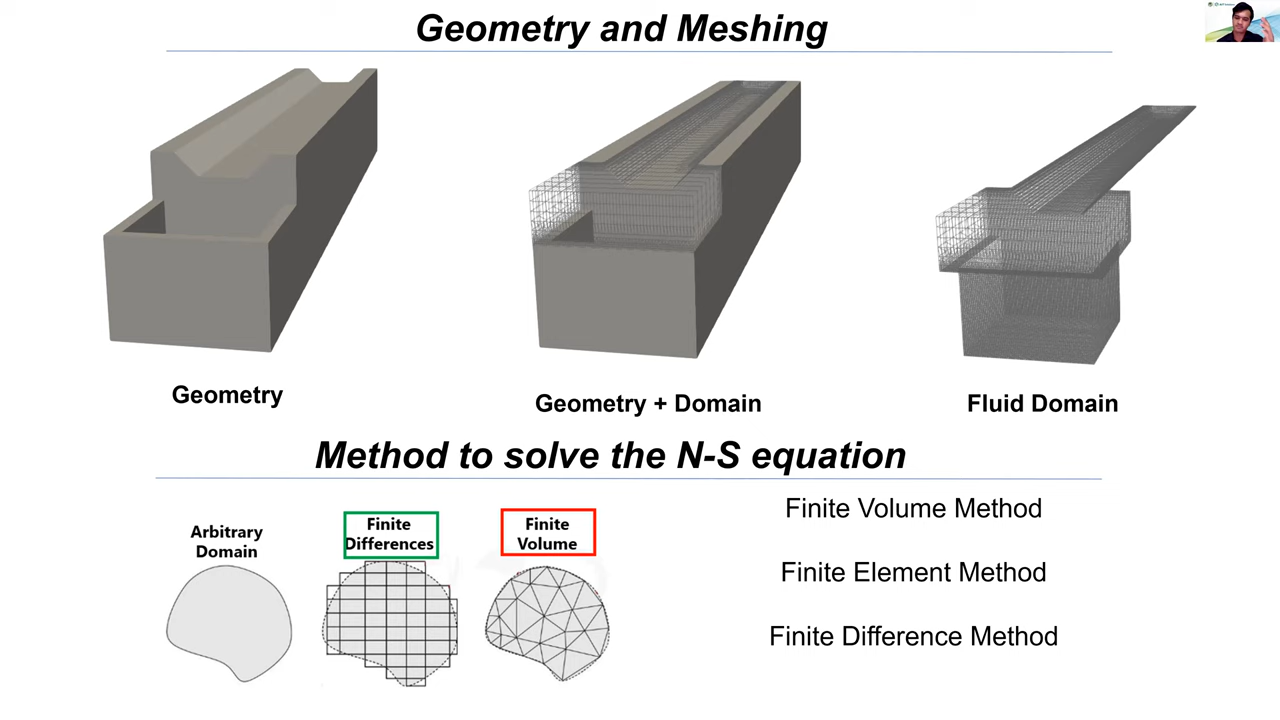 Geometry and Meshing
Geometry
Geometry + Domain
Fluid Domain
Method to solve the N-S equation
Arbitrary
Domain
Finite
Differences
Finite
Volume
Finite Volume Method
Finite Element Method
Finite Difference Method